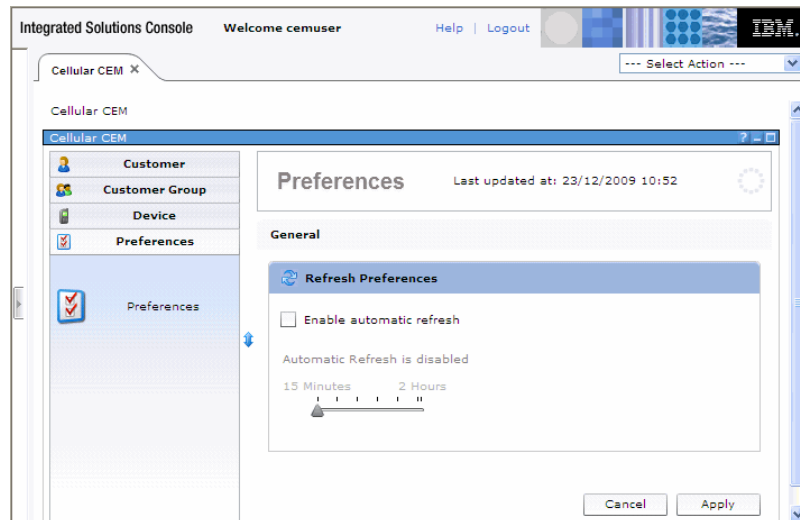 Integrated Solutions Console Welcome cemuser Help | Logout IBM.
Cellular CEM × --- Select Action ---
Cellular CEM
Cellular CEM ?
Customer
Customer Group
Device
Preferences
Preferences
Preferences Last updated at: 23/12/2009 10:52
General
Refresh Preferences
Enable automatic refresh
Automatic Refresh is disabled
15 Minutes 2 Hours
Cancel Apply